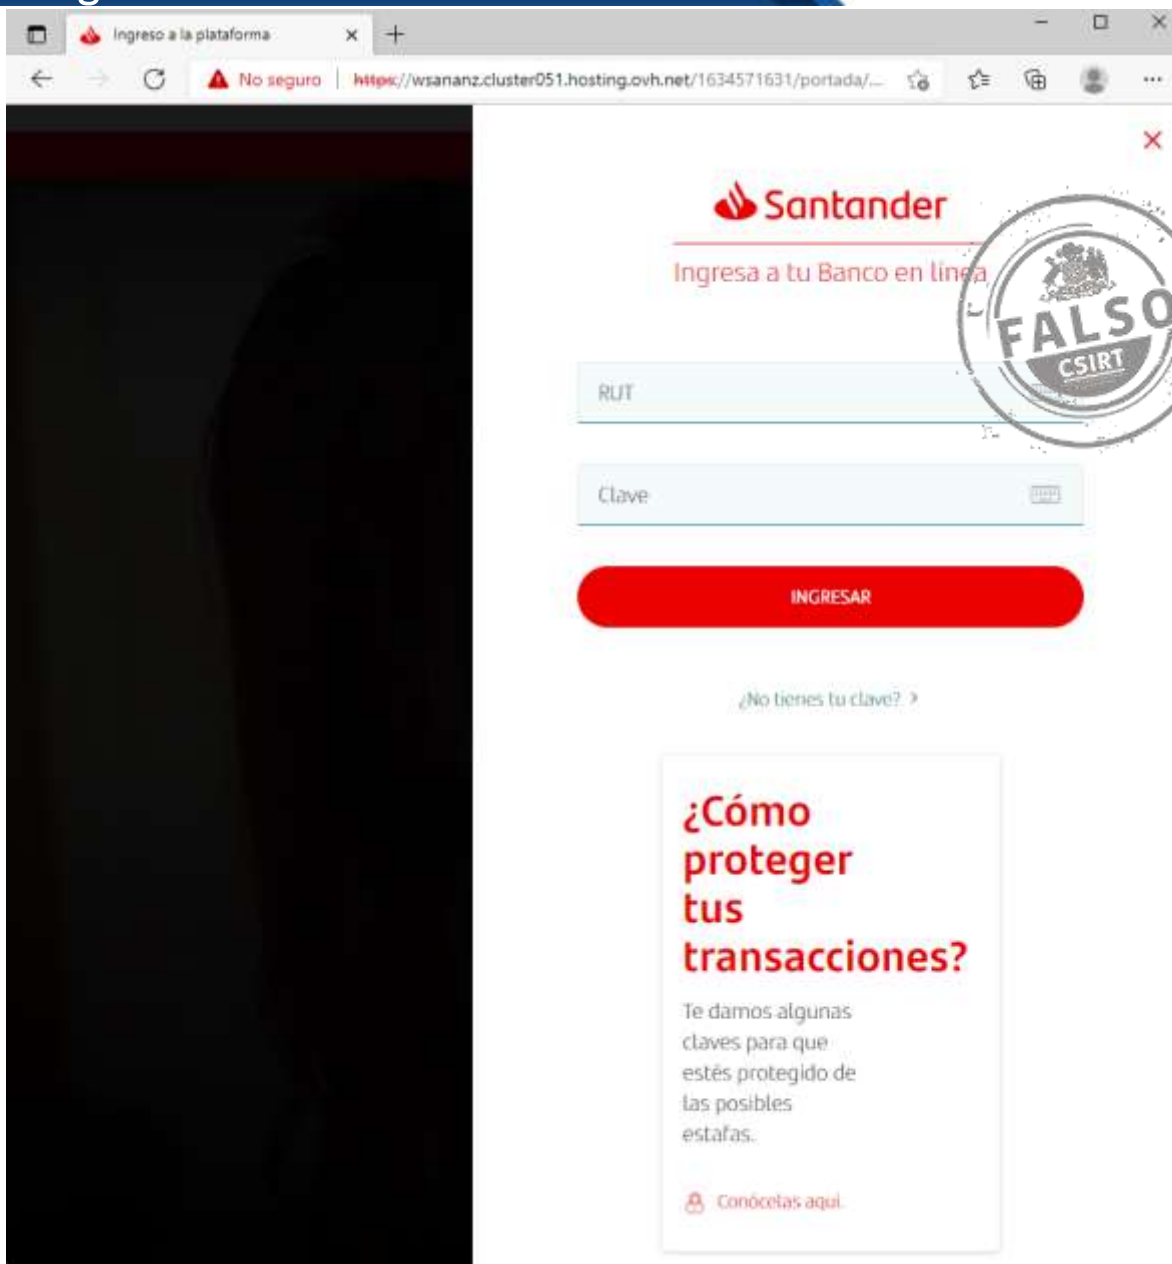 Ingreso a la plataforma
No seguro | https://wsananz.cluster051.hosting.ovh.net/1634571631/portada/...
Santander
Ingresa a tu Banco en línea
FALSO
CSIRT
RUT
Clave
INGRESAR
¿No tienes tu clave? >
¿Cómo
proteger
tus
transacciones?
Te damos algunas
claves para que
estés protegido de
las posibles
estafas.
Conócelas aquí.